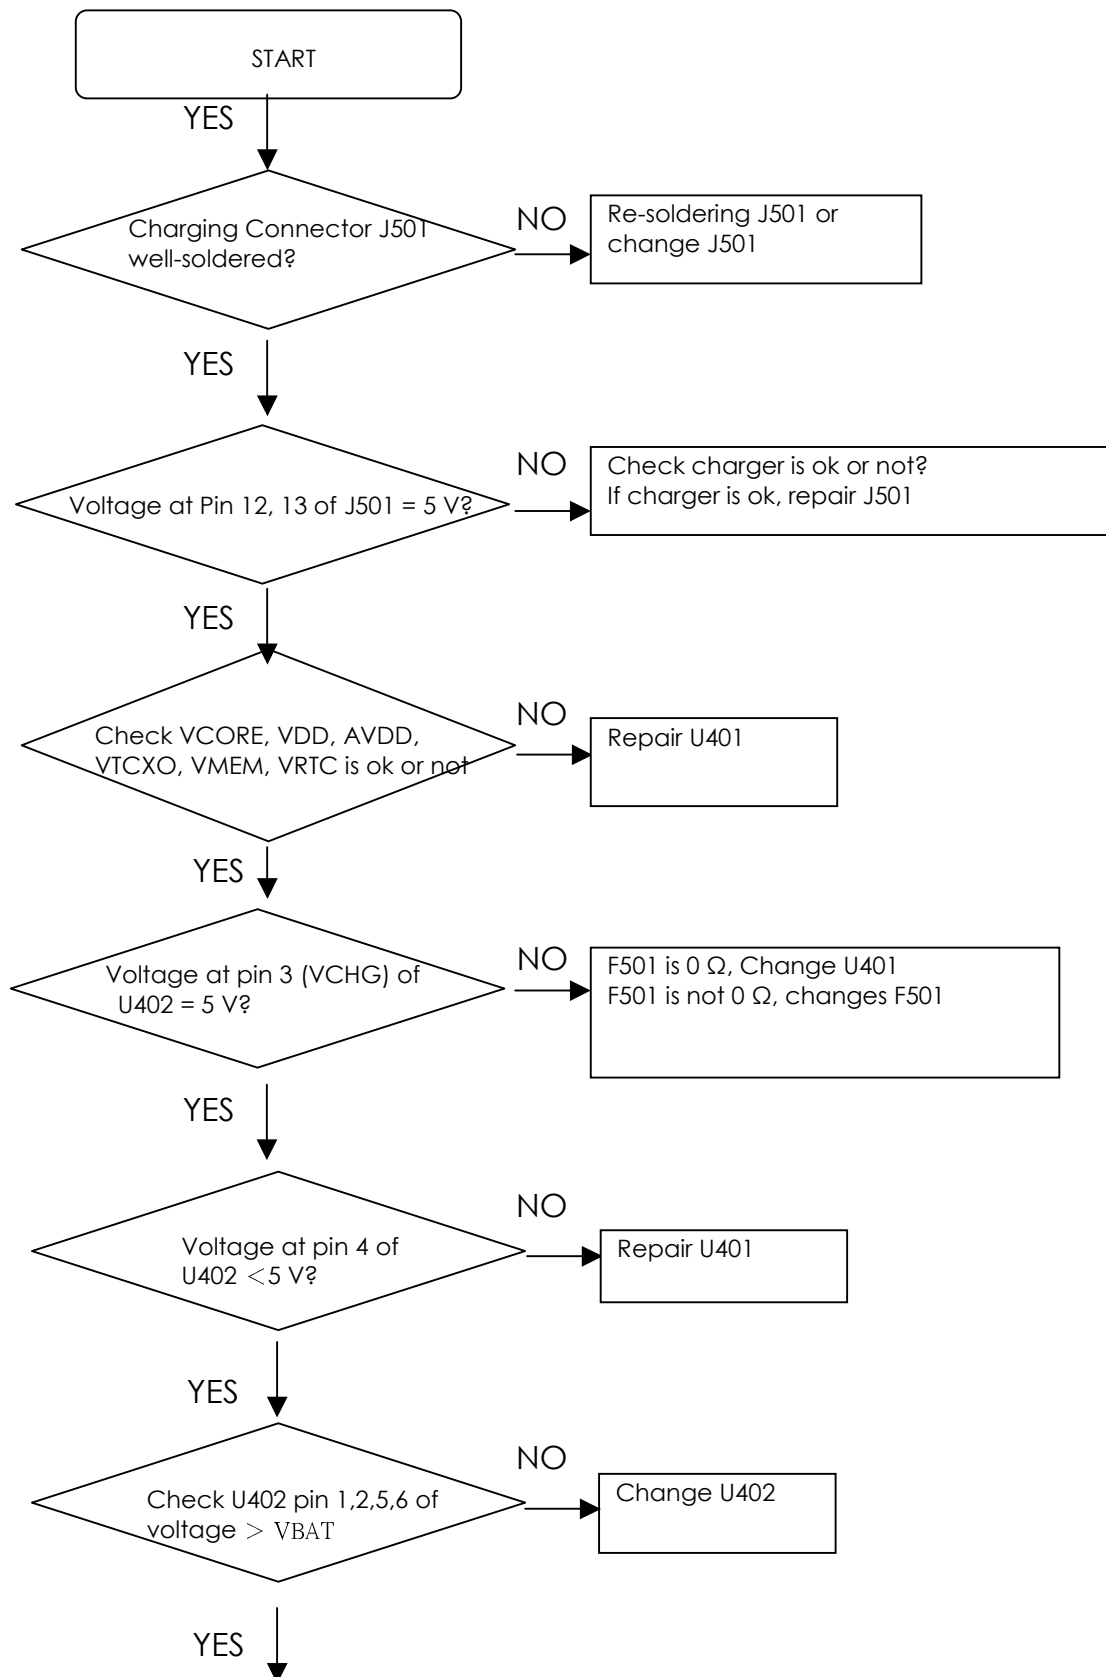 START
YES
Charging Connector J501
well-soldered?
NO
Re-soldering J501 or
change J501
YES
Voltage at Pin 12, 13 of J501 = 5 V?
NO
Check charger is ok or not?
If charger is ok, repair J501
YES
Check VCORE, VDD, AVDD,
VTCXO, VMEM, VRTC is ok or not
NO
Repair U401
YES
Voltage at pin 3 (VCHG) of
U402 = 5 V?
NO
F501 is 0 Ω, Change U401
F501 is not 0 Ω, changes F501
YES
Voltage at pin 4 of
U402 <5 V?
NO
Repair U401
YES
Check U402 pin 1,2,5,6 of
voltage > VBAT
NO
Change U402
YES